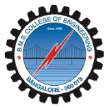 B.M.S. COLLEGE OF ENGINEERING
BANGALORE - 560 019